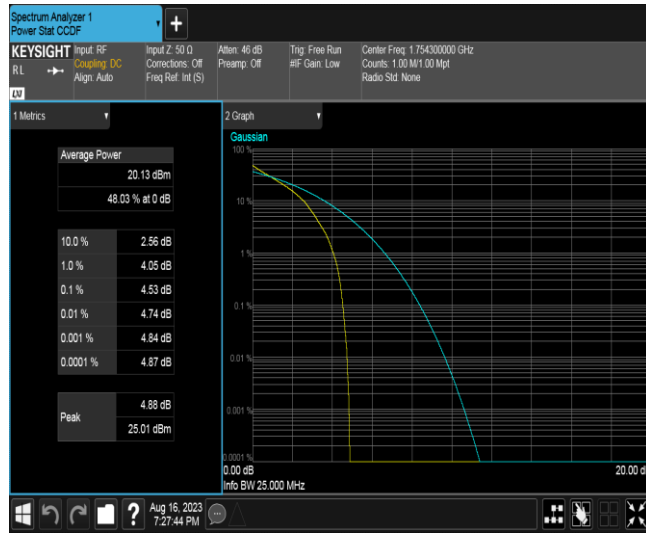 Spectrum Analyzer 1
Power Stat CCDF
KEYSIGHT
Input: RF
Coupling: DC
Align: Auto
Input Z: 50 Ω
Corrections: Off
Freq Ref: Int (S)
Atten: 46 dB
Preamp: Off
Trig: Free Run
#IF Gain: Low
Center Freq: 1.754300000 GHz
Counts: 1.00 M/1.00 Mpt
Radio Std: None
RL
LXI
1 Metrics
Average Power
20.13 dBm
48.03 % at 0 dB
10.0 % 2.56 dB
1.0 % 4.05 dB
0.1 % 4.53 dB
0.01 % 4.74 dB
0.001 % 4.84 dB
0.0001 % 4.87 dB
Peak
4.88 dB
25.01 dBm
2 Graph
Gaussian
100 %
10 %
1 %
0.1 %
0.01 %
0.001 %
0.0001 %
0.00 dB
20.00 d
Info BW 25.000 MHz
? Aug 16, 2023
7:27:44 PM